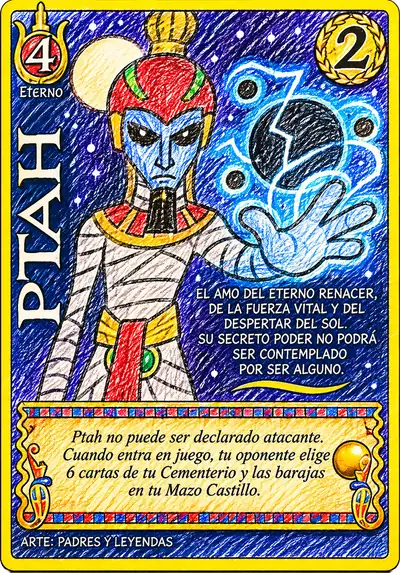 4
2
Eterno
PTAH
EL AMO DEL ETERNO RENACER,
DE LA FUERZA VITAL Y DEL
DESPERTAR DEL SOL.
SU SECRETO PODER NO PODRÁ
SER CONTEMPLADO
POR SER ALGUNO.
Ptah no puede ser declarado atacante.
Cuando entra en juego, tu oponente elige
6 cartas de tu Cementerio y las barajas
en tu Mazo Castillo.
ARTE: PADRES Y LEYENDAS